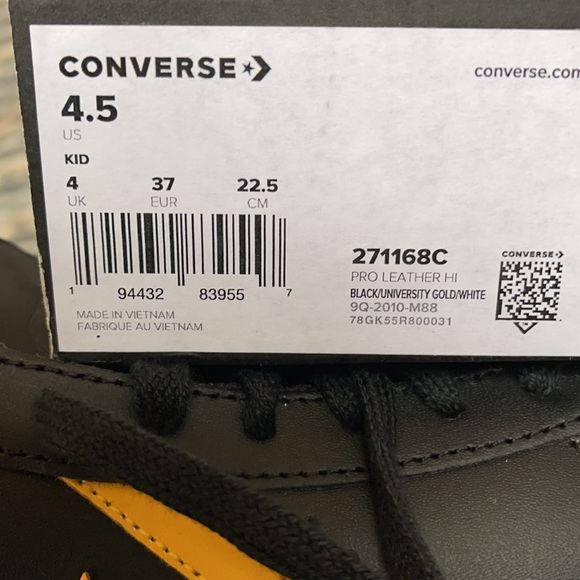 CONVERSE
converse.com
4.5
US
KID
4 37 22.5
UK EUR CM
1 94432 83955 7
MADE IN VIETNAM
FABRIQUE AU VIETNAM
271168C
PRO LEATHER HI
BLACK/UNIVERSITY GOLD/WHITE
9Q-2010-M88
78GK55R800031
CONVERSE